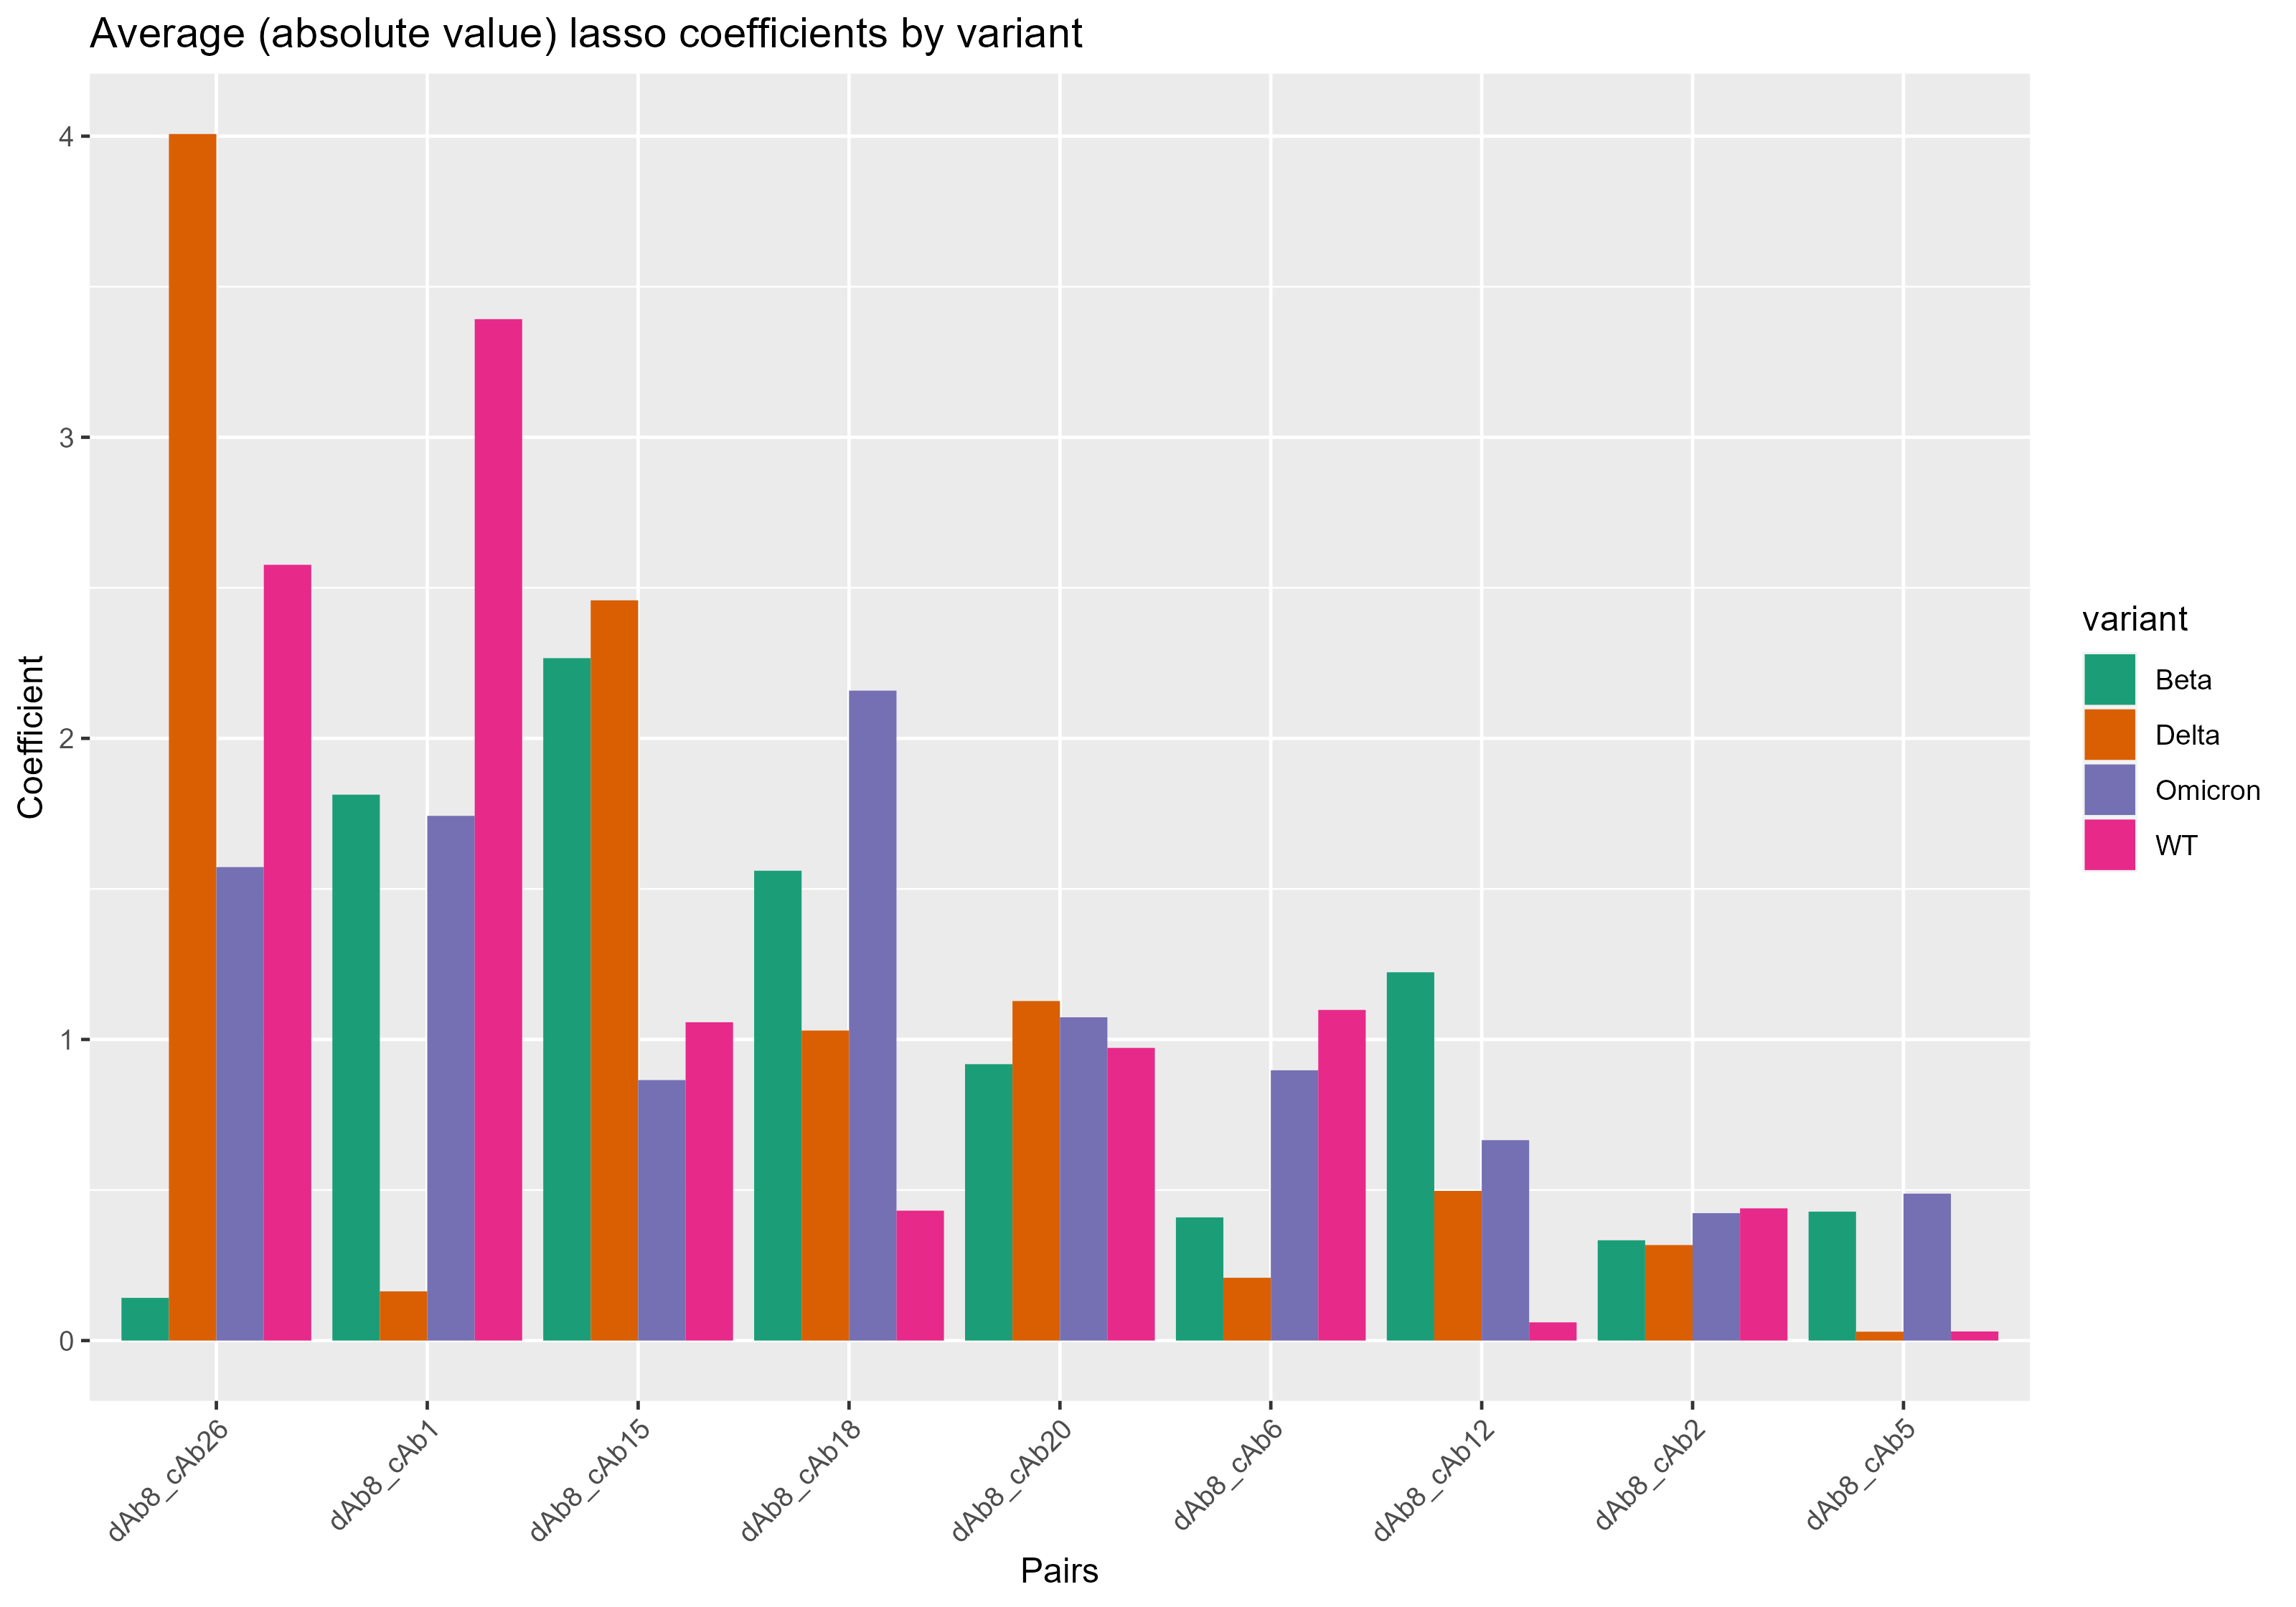 Average (absolute value) lasso coefficients by variant
4
3
2
1
0
Coefficient
dAb8_cAb26
dAb8_cAb1
dAb8_cAb15
dAb8_cAb18
dAb8_cAb20
dAb8_cAb6
dAb8_cAb12
dAb8_cAb2
dAb8_cAb5
Pairs
variant
Beta
Delta
Omicron
WT